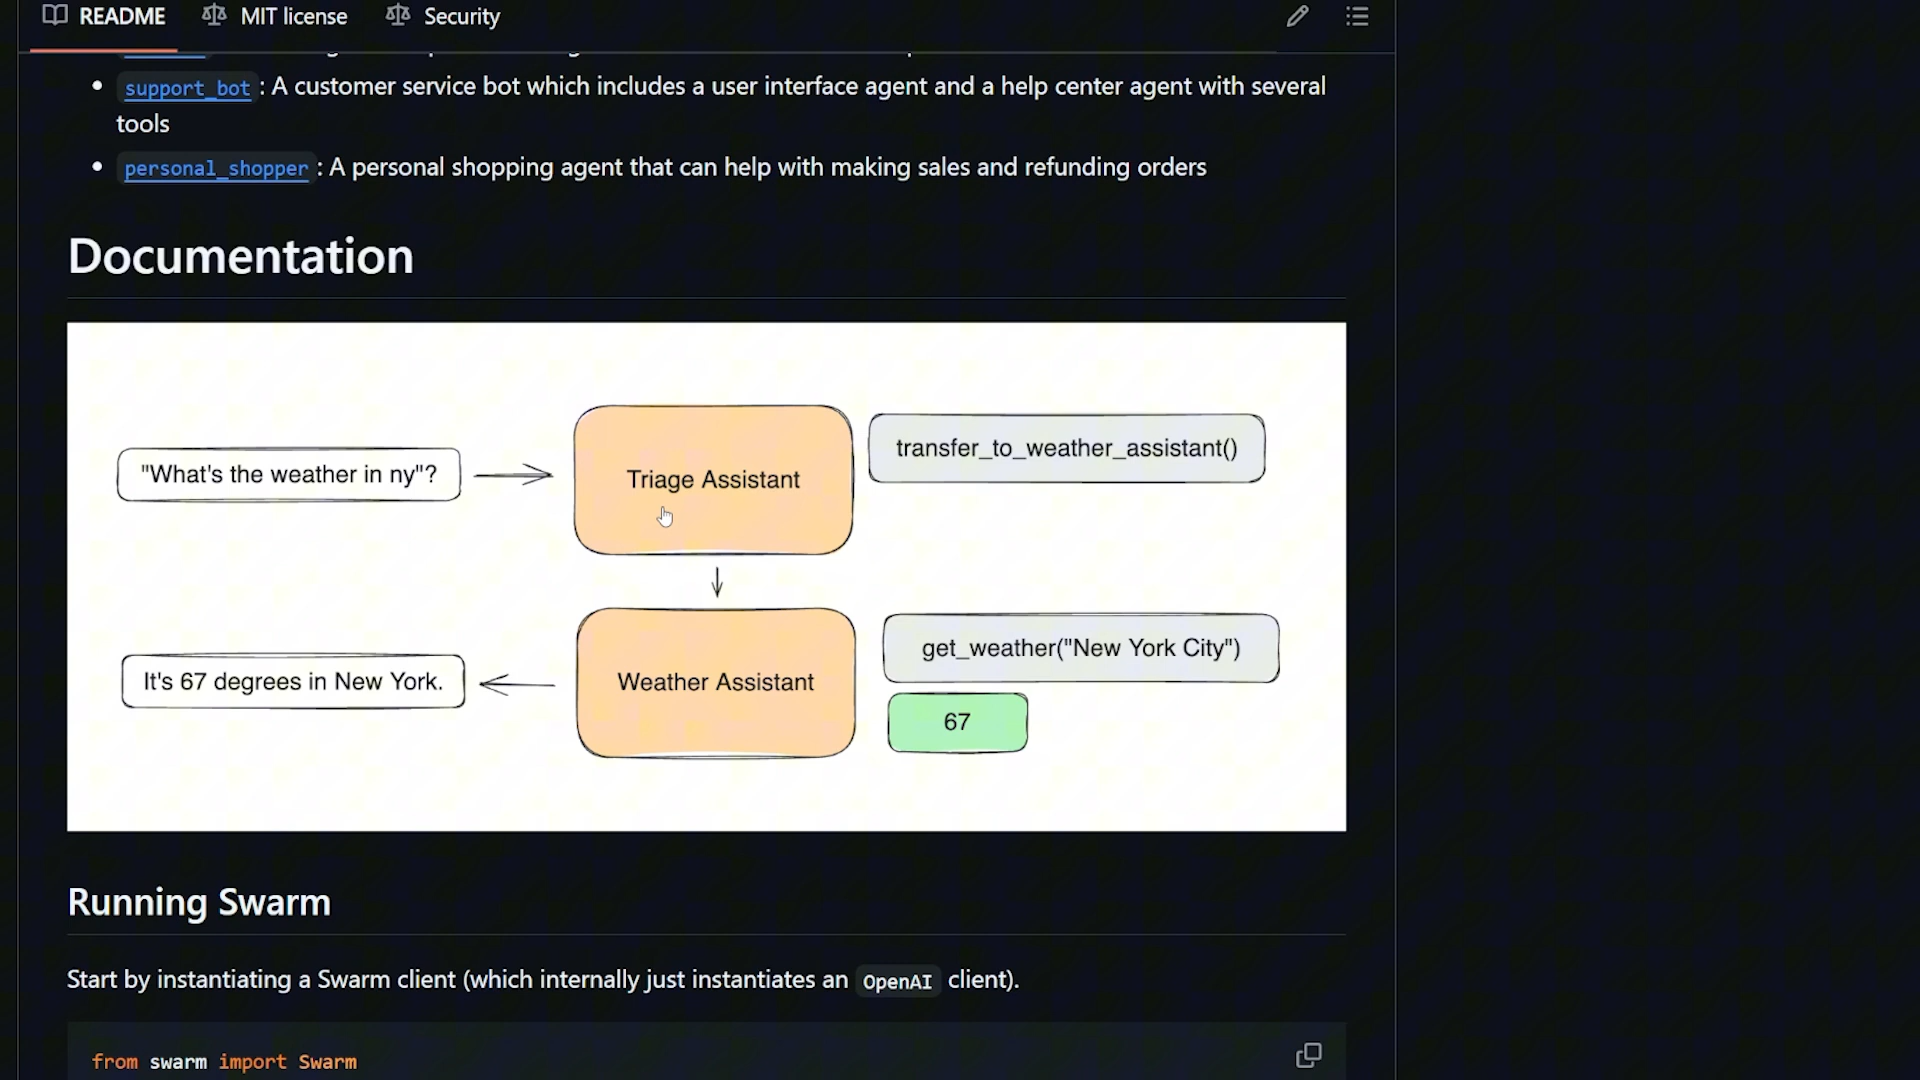 README MIT license Security
support_bot : A customer service bot which includes a user interface agent and a help center agent with several
tools
personal_shopper : A personal shopping agent that can help with making sales and refunding orders
Documentation
"What's the weather in ny"?
Triage Assistant
transfer_to_weather_assistant()
It's 67 degrees in New York.
Weather Assistant
get_weather("New York City")
67
Running Swarm
Start by instantiating a Swarm client (which internally just instantiates an OpenAI client).
from swarm import Swarm